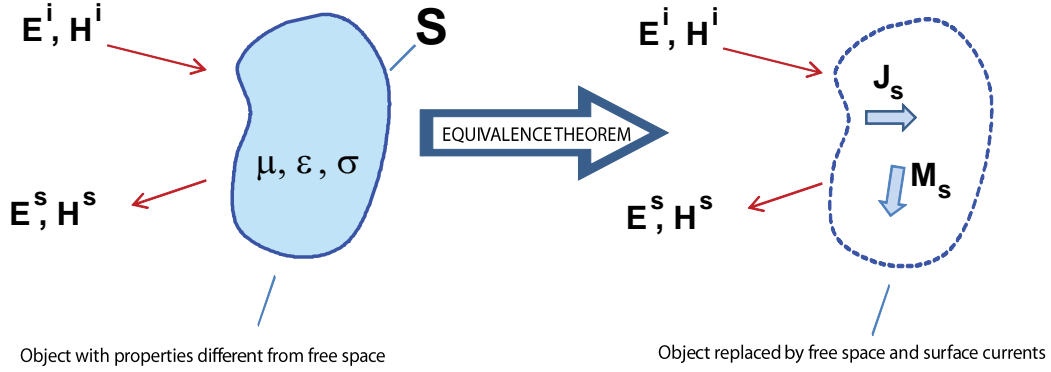 E^i, H^i
S
μ, ε, σ
E^s, H^s
Object with properties different from free space
EQUIVALENCE THEOREM
E^i, H^i
J_s
M_s
E^s, H^s
Object replaced by free space and surface currents